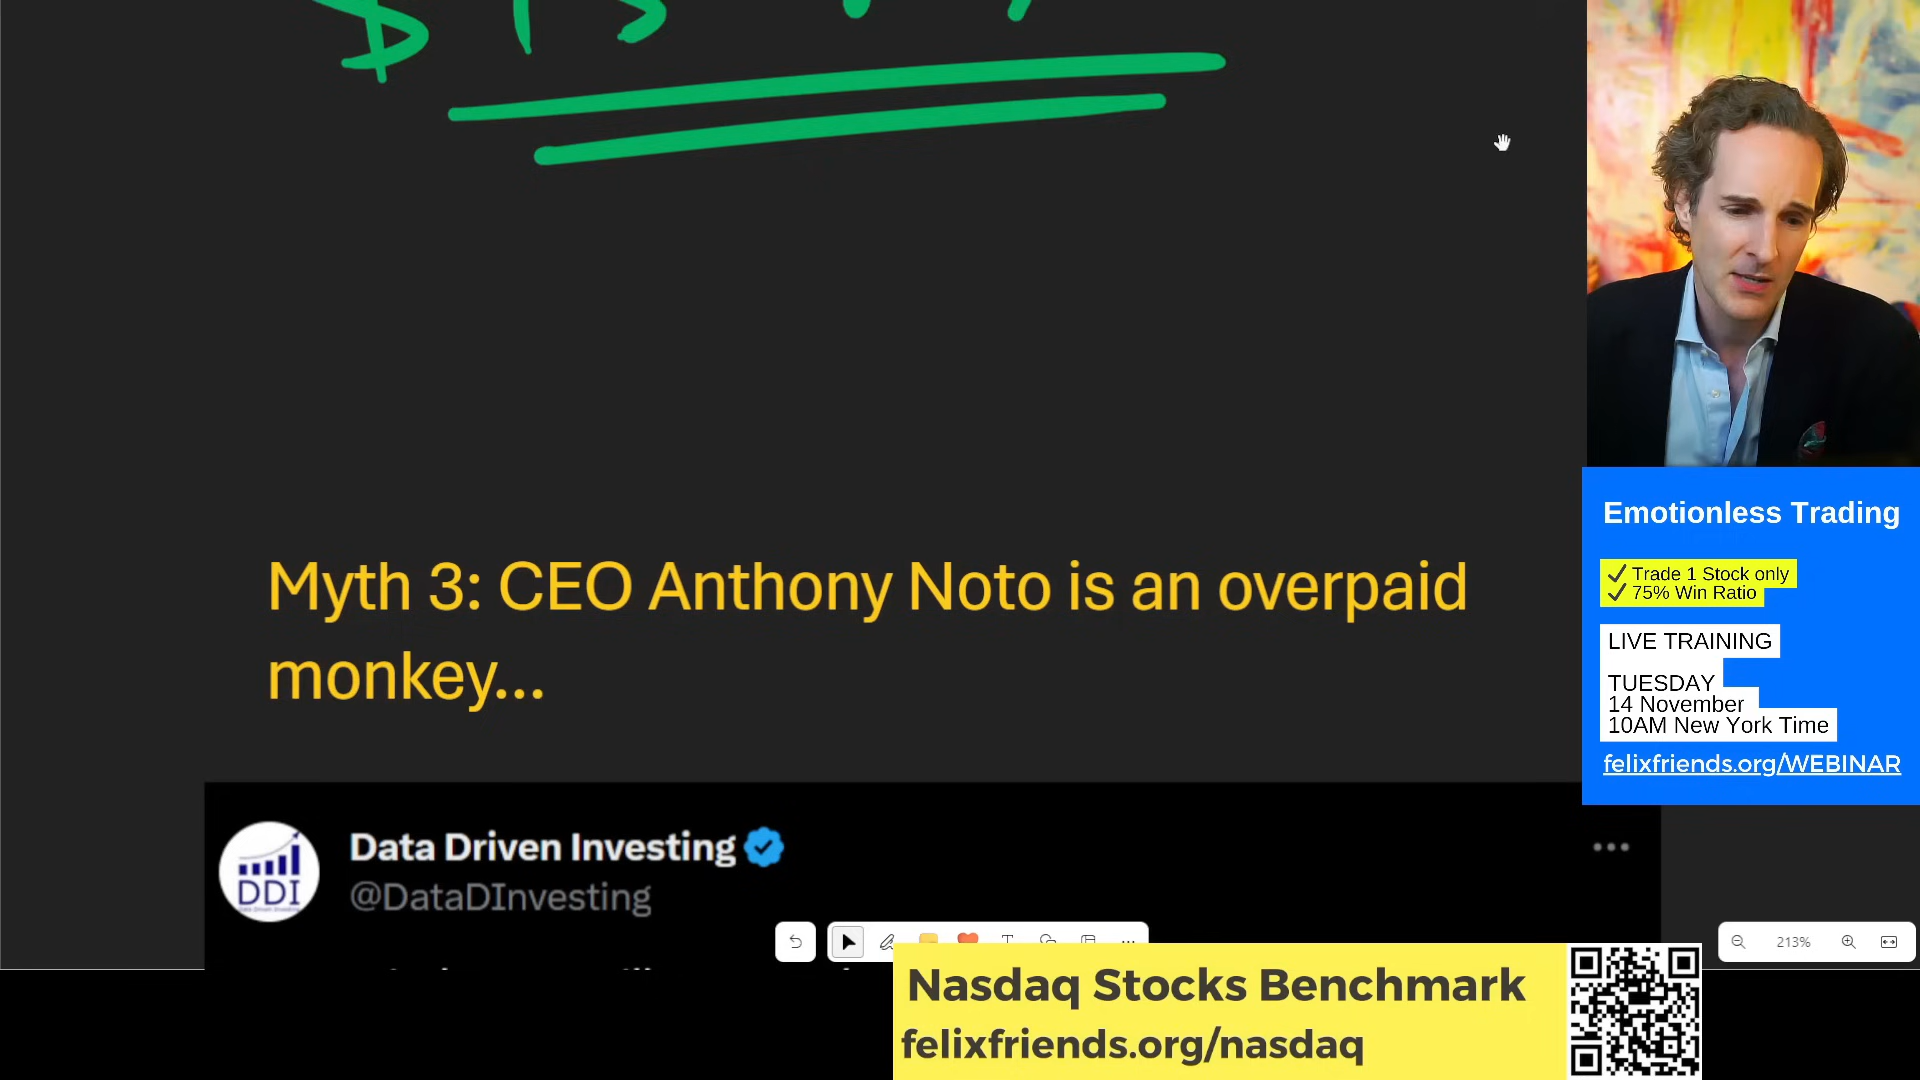 Myth 3: CEO Anthony Noto is an overpaid
monkey...
Data Driven Investing
@DataDInvesting
DDI
Emotionless Trading
✓ Trade 1 Stock only
✓ 75% Win Ratio
LIVE TRAINING
TUESDAY
14 November
10AM New York Time
felixfriends.org/WEBINAR
213%
Nasdaq Stocks Benchmark
felixfriends.org/nasdaq